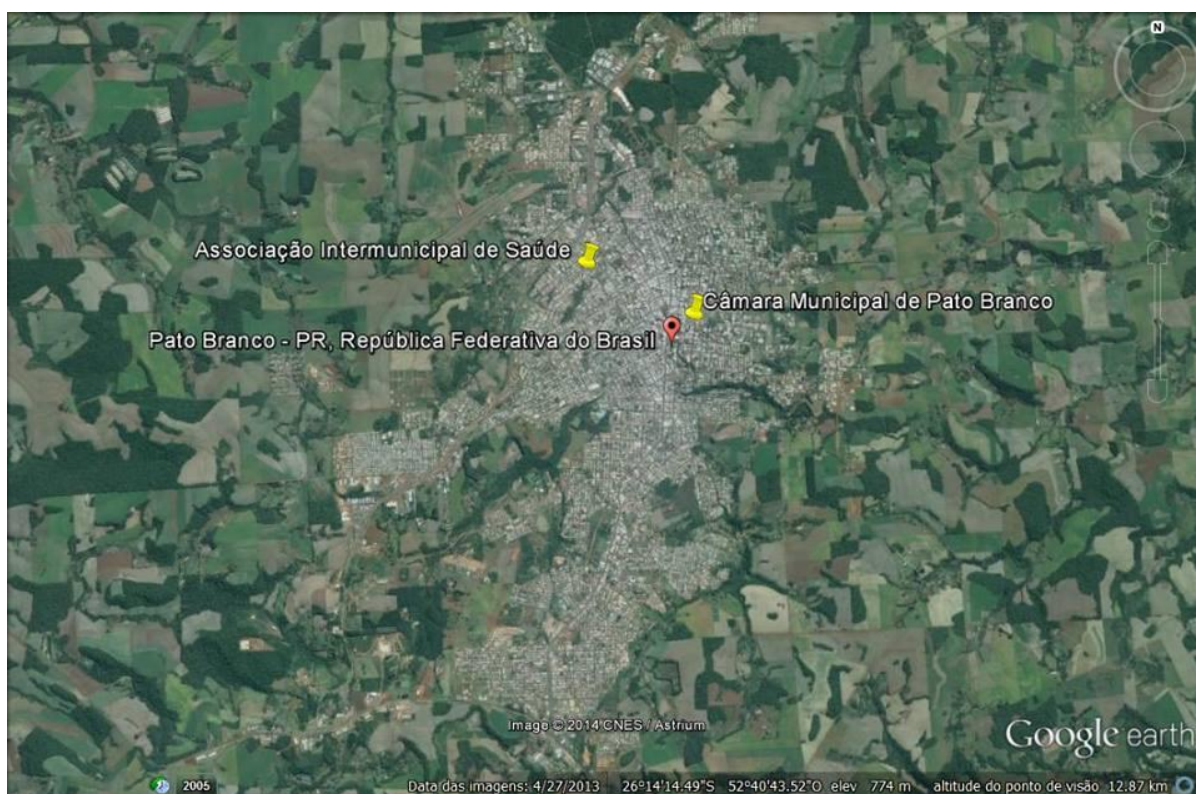 N
Associação Intermunicipal de Saúde
Câmara Municipal de Pato Branco
Pato Branco - PR, República Federativa do Brasil
Image © 2014 CNES / Astrium
Google earth
2005
Data das imagens: 4/27/2013 26°14'14.49"S 52°40'43.52"O elev 774 m altitude do ponto de visão 12.87 km